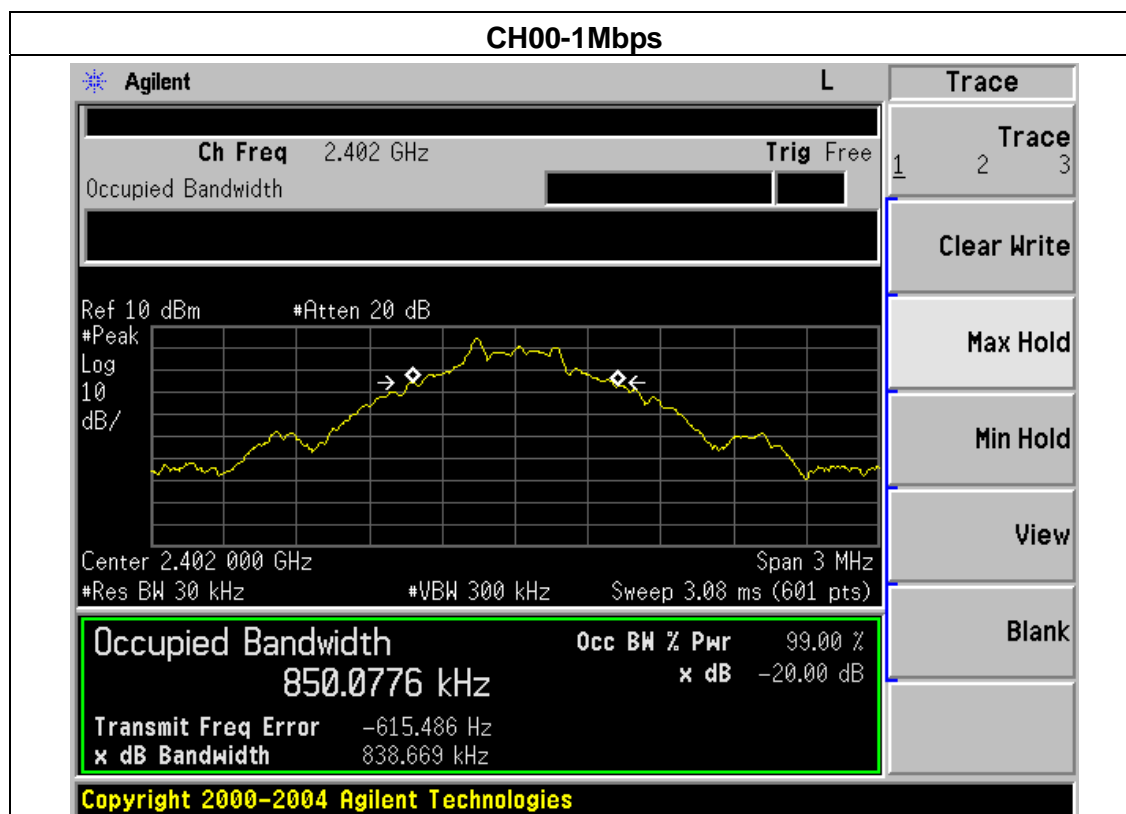 CH00-1Mbps
Agilent L Trace
Ch Freq 2.402 GHz Trig Free
Occupied Bandwidth
Trace
1 2 3
Clear Write
Ref 10 dBm #Atten 20 dB
#Peak
Log
10
dB/
Max Hold
Min Hold
View
Center 2.402 000 GHz Span 3 MHz
#Res BW 30 kHz #VBW 300 kHz Sweep 3.08 ms (601 pts)
Blank
Occupied Bandwidth Occ BW % Pwr 99.00 %
850.0776 kHz x dB -20.00 dB
Transmit Freq Error -615.486 Hz
x dB Bandwidth 838.669 kHz
Copyright 2000-2004 Agilent Technologies